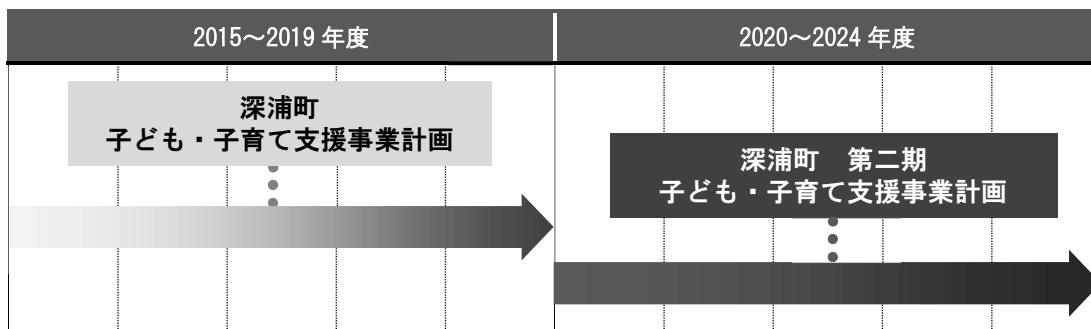 2015～2019 年度
2020～2024 年度
深浦町
子ども・子育て支援事業計画
深浦町　第二期
子ども・子育て支援事業計画